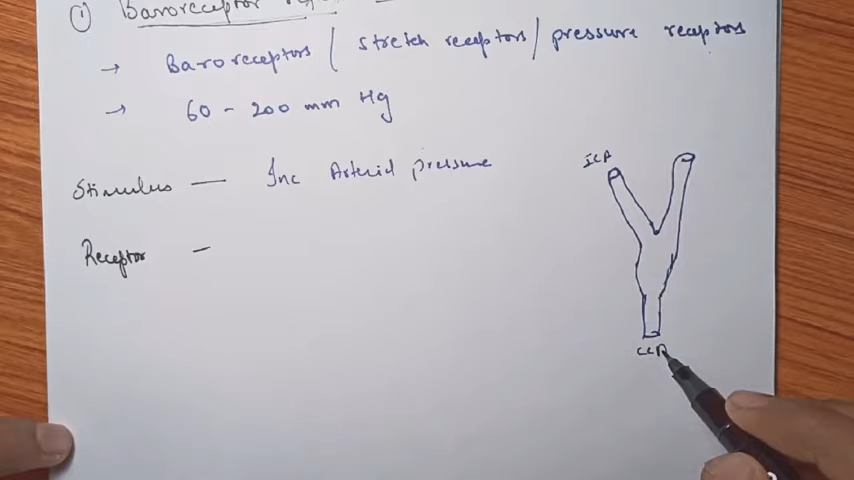 ① Baroreceptor
→ Baroreceptors / stretch receptors / pressure receptors
→ 60 - 200 mm Hg
Stimulus — Inc Arterial pressure
Receptor -
ICA
CCA